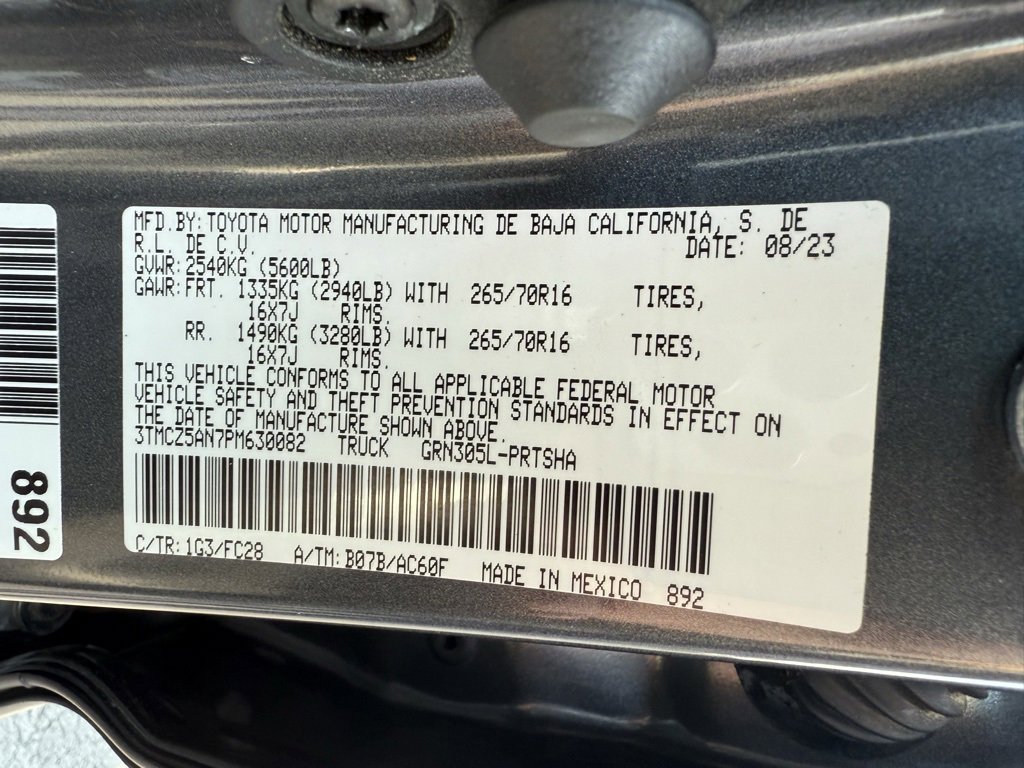 MFD.BY:TOYOTA MOTOR MANUFACTURING DE BAJA CALIFORNIA, S. DE
R.L. DE C.V. DATE: 08/23
GVWR:2540KG (5600LB)
GAWR:FRT. 1335KG (2940LB) WITH 265/70R16 TIRES,
16X7J RIMS.
RR. 1490KG (3280LB) WITH 265/70R16 TIRES,
16X7J RIMS.
THIS VEHICLE CONFORMS TO ALL APPLICABLE FEDERAL MOTOR
VEHICLE SAFETY AND THEFT PREVENTION STANDARDS IN EFFECT ON
THE DATE OF MANUFACTURE SHOWN ABOVE.
3TMCZ5AN7PM630082 TRUCK GRN305L-PRTSHA
C/TR:1G3/FC28 A/TM:B07B/AC60F MADE IN MEXICO 892
892